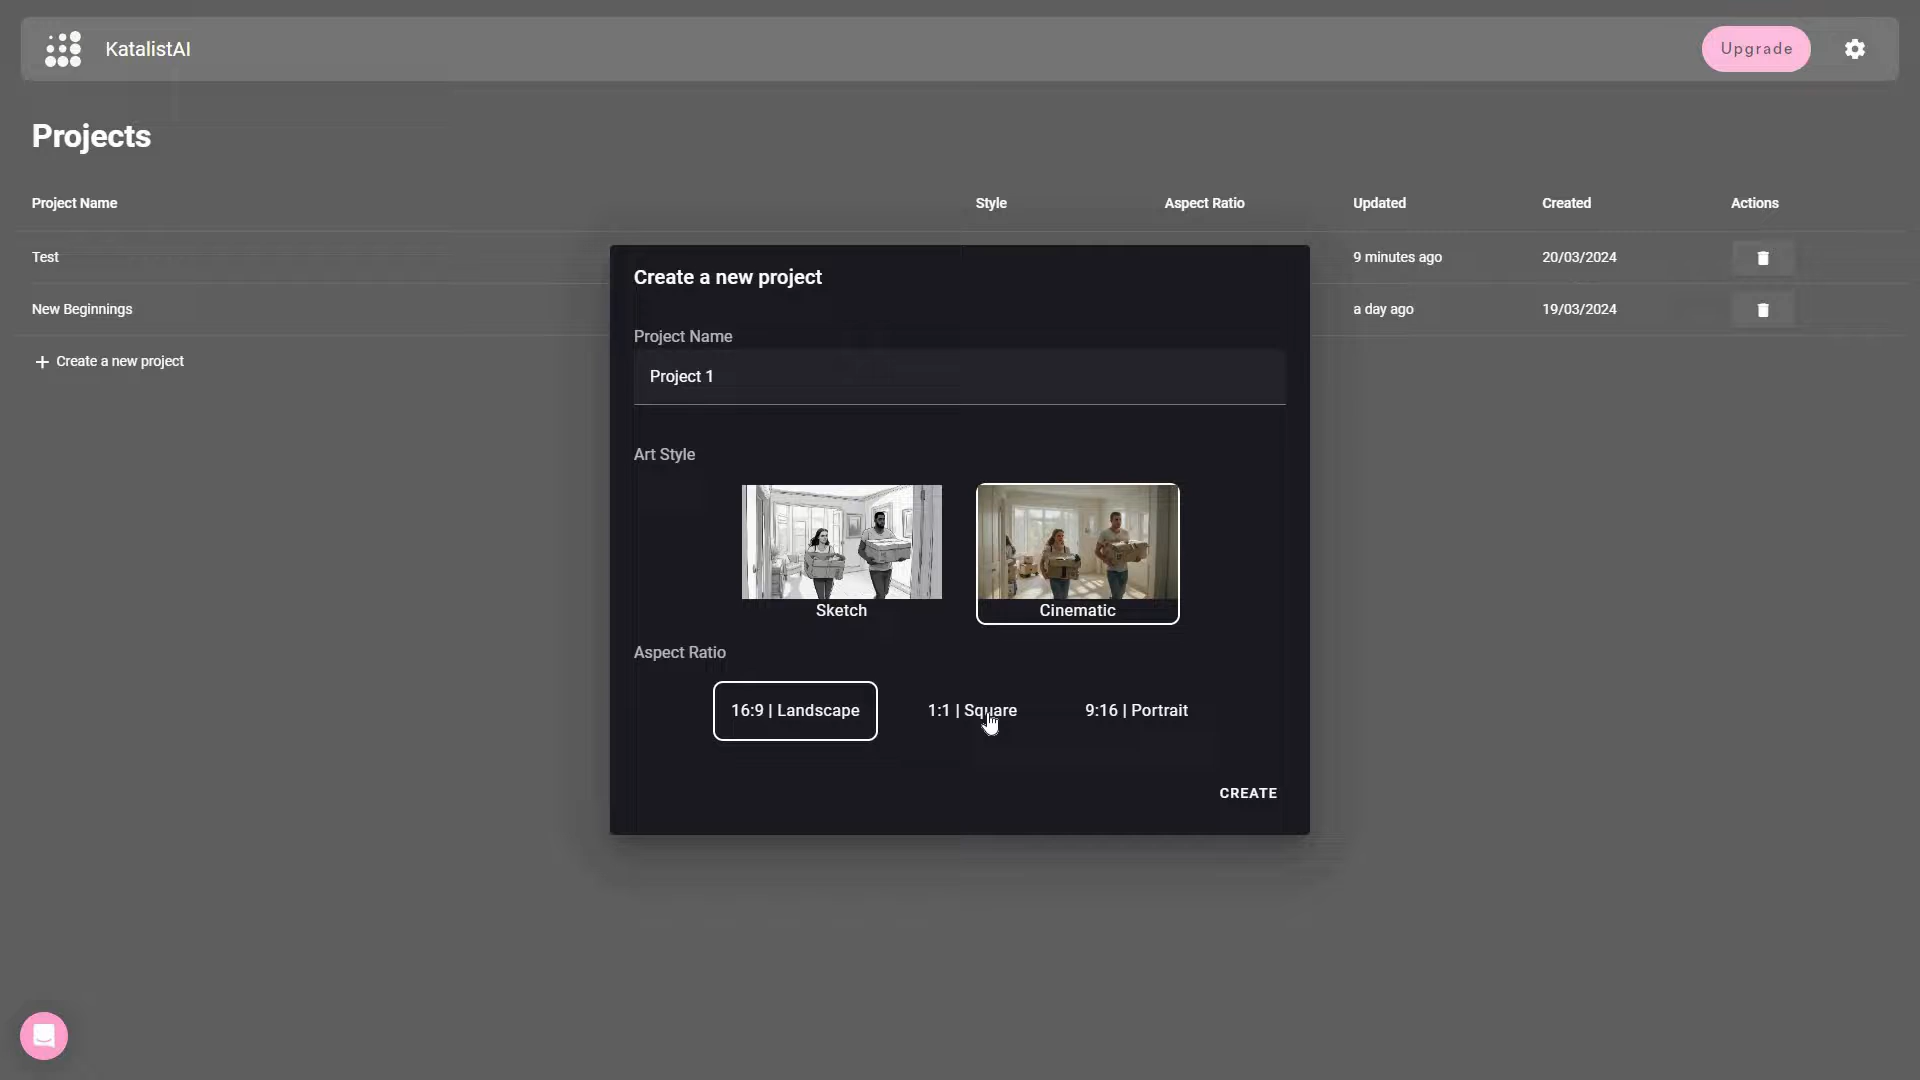 KatalistAI
Upgrade
Projects
Project Name Style Aspect Ratio Updated Created Actions
Test 9 minutes ago 20/03/2024
New Beginnings a day ago 19/03/2024
+ Create a new project
Create a new project
Project Name
Project 1
Art Style
Sketch Cinematic
Aspect Ratio
16:9 | Landscape 1:1 | Square 9:16 | Portrait
CREATE